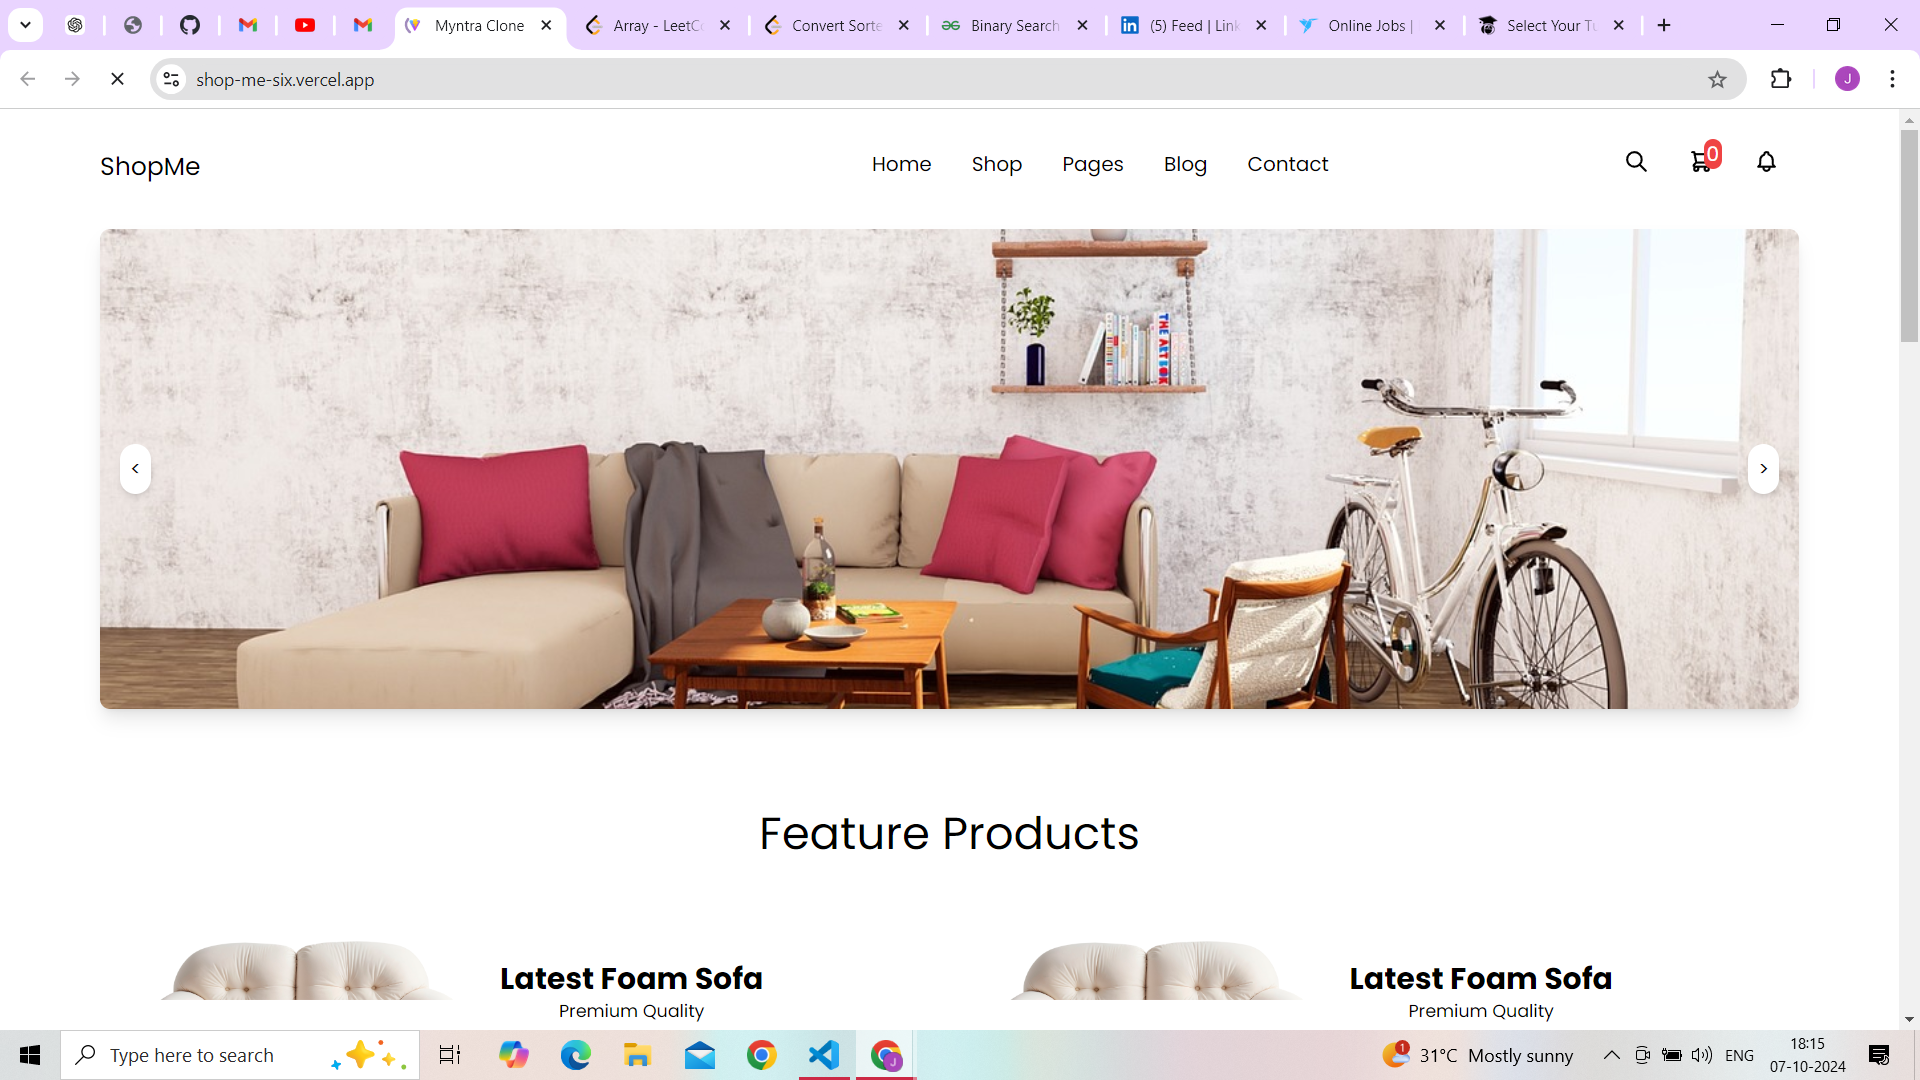 Myntra Clone
Array - LeetCo
Convert Sorte
Binary Search
(5) Feed | Link
Online Jobs |
Select Your Tu
shop-me-six.vercel.app
J
ShopMe
Home
Shop
Pages
Blog
Contact
0
THE ART BOOK
<
>
Feature Products
Latest Foam Sofa
Premium Quality
Latest Foam Sofa
Premium Quality
Type here to search
J
1
31°C Mostly sunny
ENG
18:15
07-10-2024